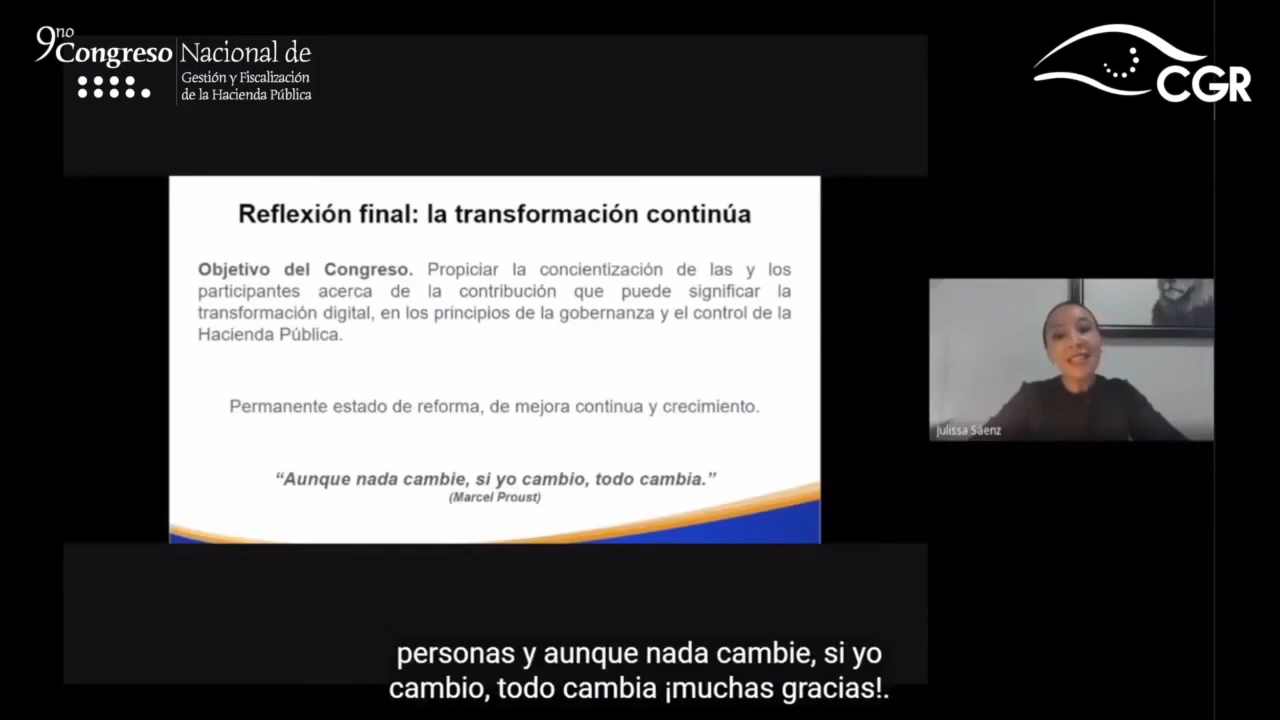 9no
Congreso Nacional de
Gestión y Fiscalización
de la Hacienda Pública
CGR
Reflexión final: la transformación continúa
Objetivo del Congreso. Propiciar la concientización de las y los
participantes acerca de la contribución que puede significar la
transformación digital, en los principios de la gobernanza y el control de la
Hacienda Pública.
Permanente estado de reforma, de mejora continua y crecimiento.
“Aunque nada cambie, si yo cambio, todo cambia.”
(Marcel Proust)
Julissa Sáenz
personas y aunque nada cambie, si yo
cambio, todo cambia ¡muchas gracias!.